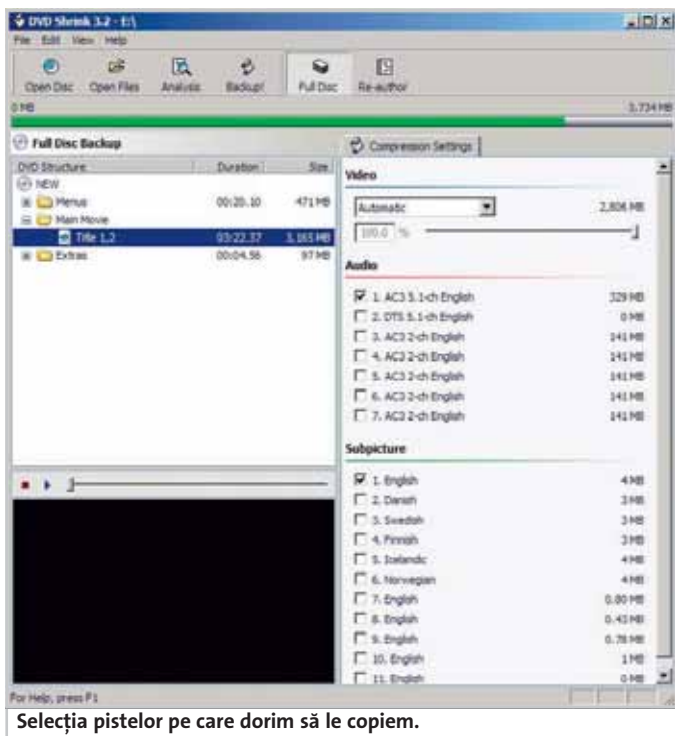 DVD Shrink 3.2 - E:\
File Edit View Help
Open Disc Open Files Analysis Backup! Full Disc Re-author
0 MB 3,734 MB
Full Disc Backup
Compression Settings
DVD Structure Duration Size
NEW
Menus 00:20.10 471 MB
Main Movie
Title 1,2 03:22.37 3,165 MB
Extras 00:04.56 97 MB
Video
Automatic 2,806 MB
100.0 %
Audio
1. AC3 5.1-ch English 329 MB
2. DTS 5.1-ch English 0 MB
3. AC3 2-ch English 141 MB
4. AC3 2-ch English 141 MB
5. AC3 2-ch English 141 MB
6. AC3 2-ch English 141 MB
7. AC3 2-ch English 141 MB
Subpicture
1. English 4 MB
2. Danish 3 MB
3. Swedish 3 MB
4. Finnish 3 MB
5. Icelandic 4 MB
6. Norwegian 4 MB
7. English 0.80 MB
8. English 0.43 MB
9. English 0.78 MB
10. English 1 MB
11. English 0 MB
For Help, press F1
Selecția pistelor pe care dorim să le copiem.